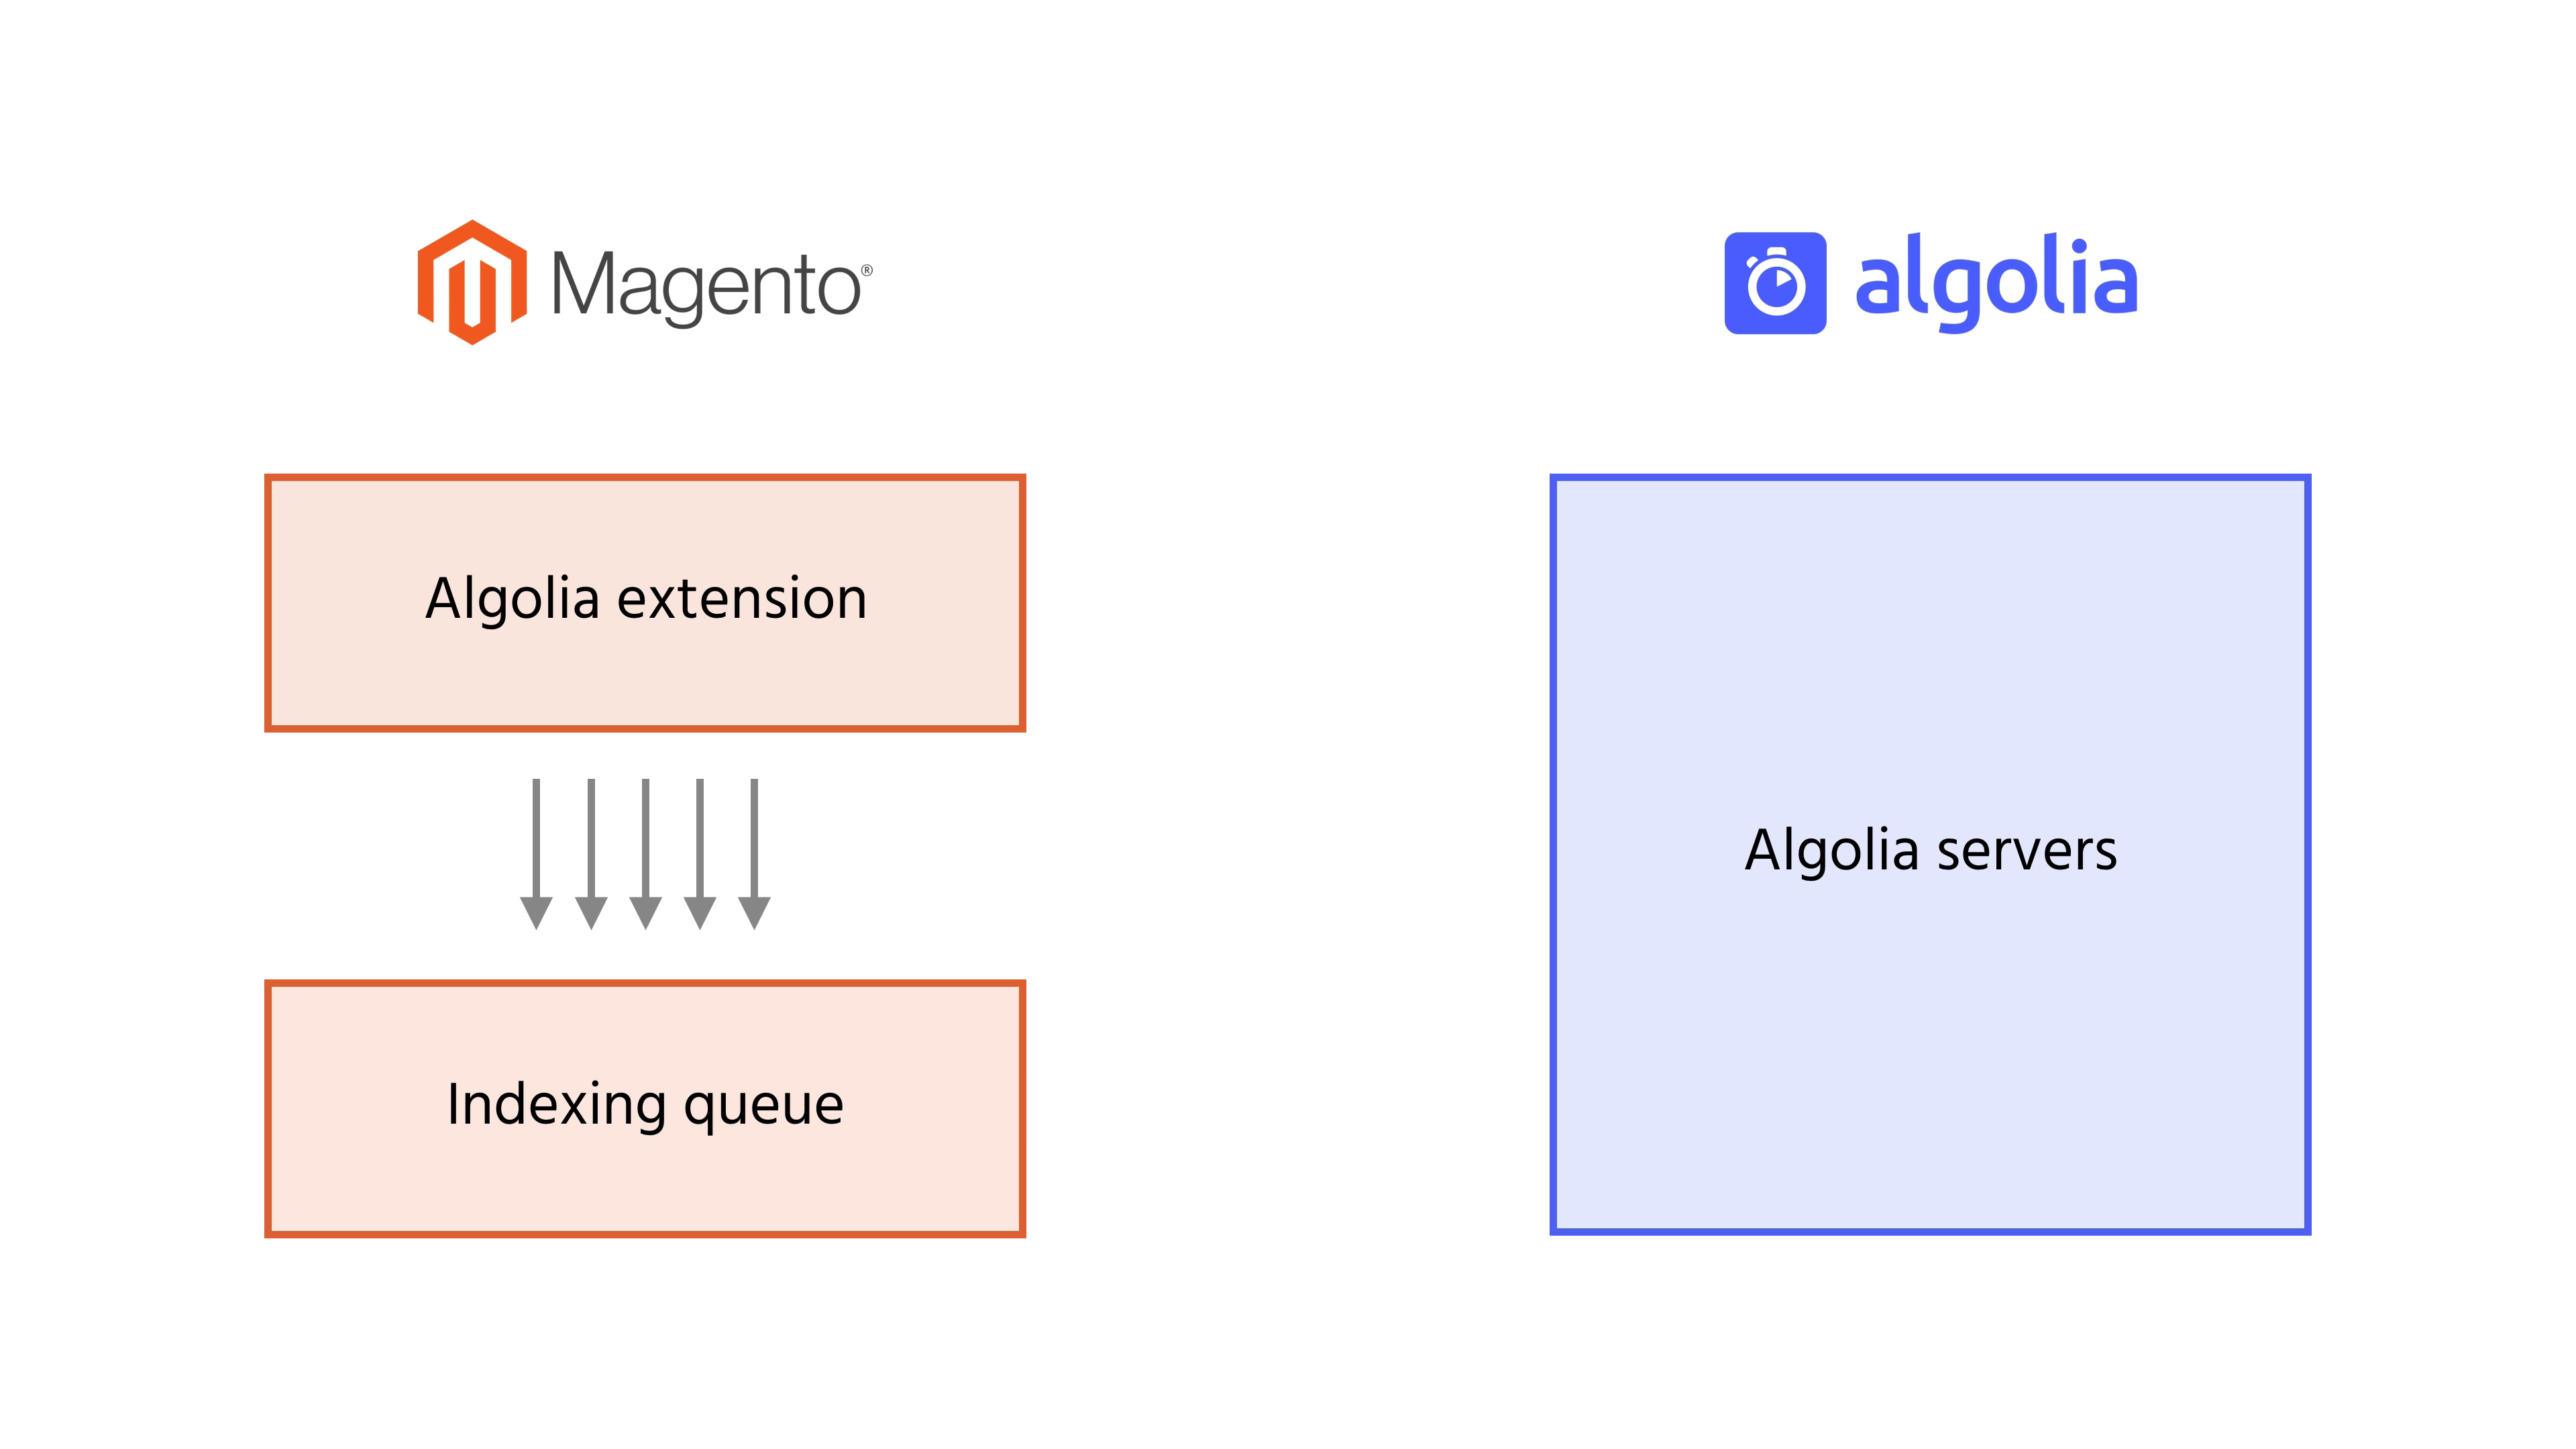 Magento®
algolia
Algolia extension
Algolia servers
Indexing queue